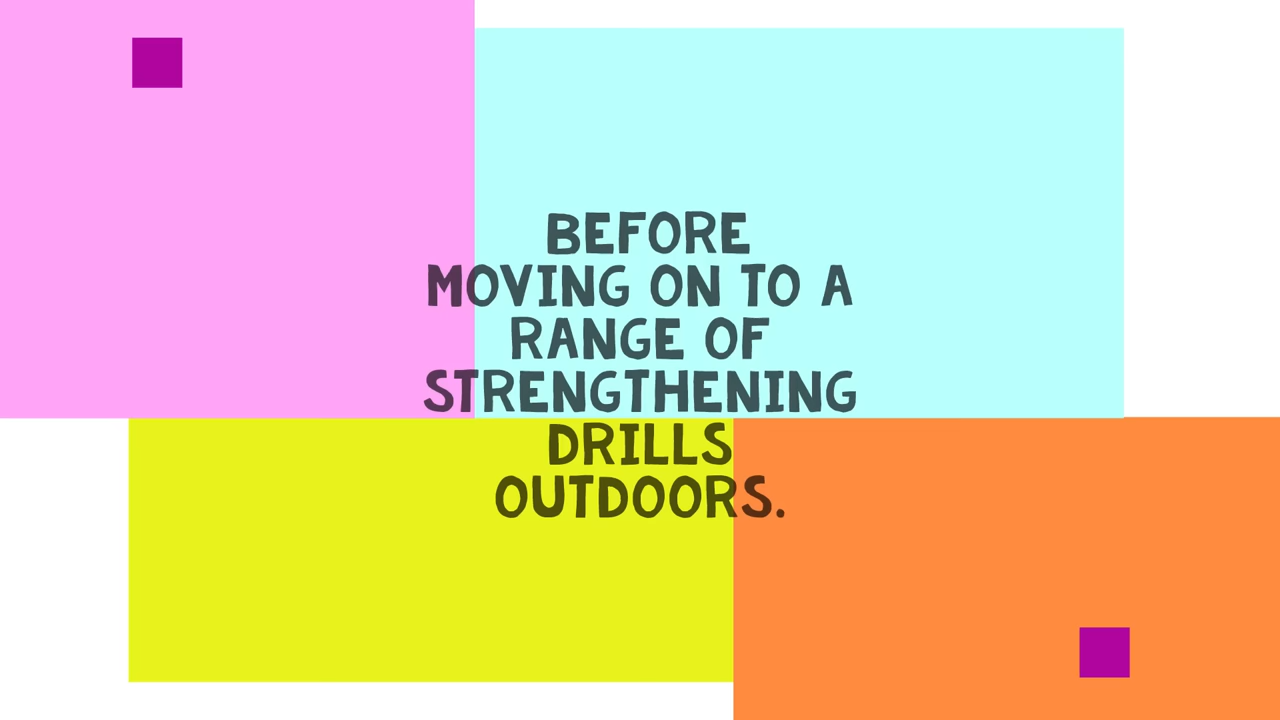 BEFORE
MOVING ON TO A
RANGE OF
STRENGTHENING
DRILLS
OUTDOORS.